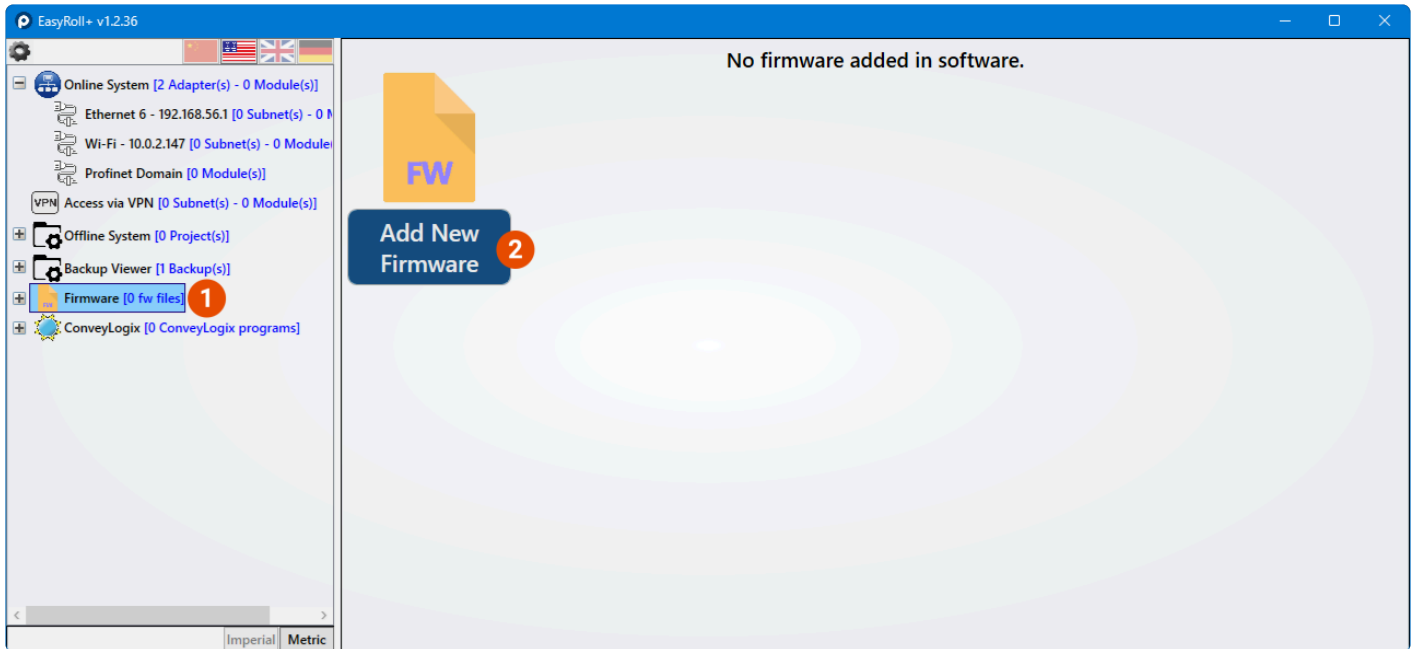 EasyRoll+ v1.2.36
Online System [2 Adapter(s) - 0 Module(s)]
Ethernet 6 - 192.168.56.1 [0 Subnet(s) - 0 M
Wi-Fi - 10.0.2.147 [0 Subnet(s) - 0 Module(
Profinet Domain [0 Module(s)]
VPN Access via VPN [0 Subnet(s) - 0 Module(s)]
Offline System [0 Project(s)]
Backup Viewer [1 Backup(s)]
FW Firmware [0 fw files] 1
ConveyLogix [0 ConveyLogix programs]
Imperial Metric
No firmware added in software.
FW
Add New
Firmware
2